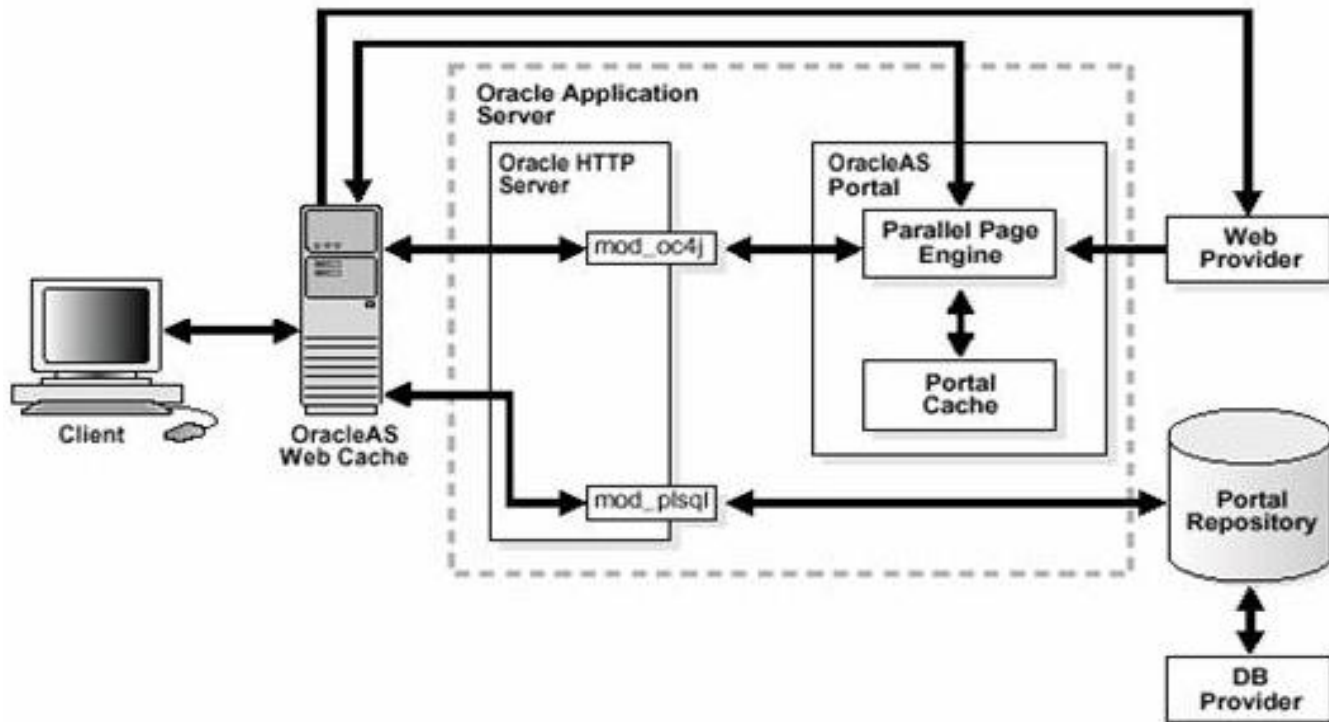 Oracle Application
Server
Oracle HTTP
Server
OracleAS
Portal
mod_oc4j
Parallel Page
Engine
Web
Provider
Portal
Cache
Client
OracleAS
Web Cache
mod_plsql
Portal
Repository
DB
Provider